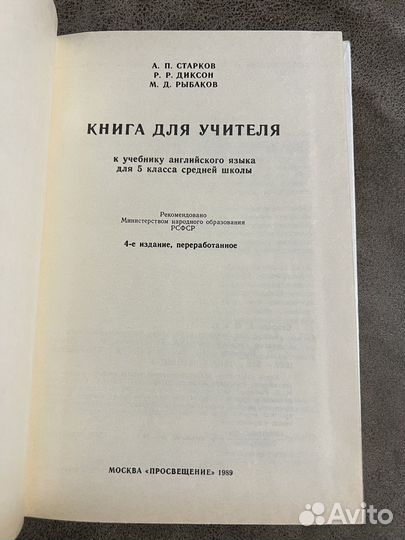 А. П. СТАРКОВ
Р. Р. ДИКСОН
М. Д. РЫБАКОВ
КНИГА ДЛЯ УЧИТЕЛЯ
к учебнику английского языка
для 5 класса средней школы
Рекомендовано
Министерством народного образования
РСФСР
4-е издание, переработанное
МОСКВА «ПРОСВЕЩЕНИЕ» 1989
Avito